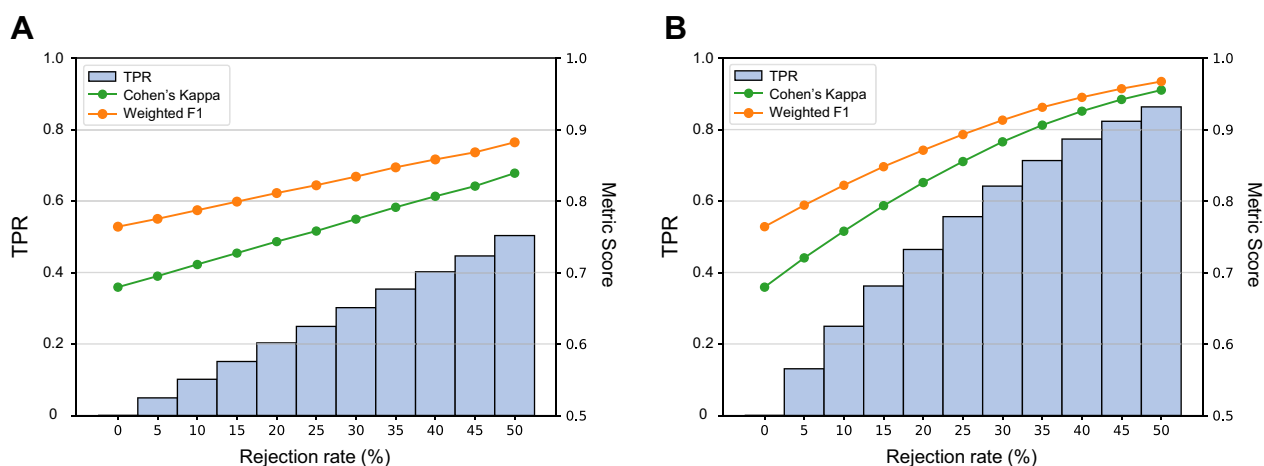 A
1.0
0.8
0.6
0.4
0.2
0
TPR
TPR
Cohen's Kappa
Weighted F1
1.0
0.9
0.8
0.7
0.6
0.5
Metric Score
0 5 10 15 20 25 30 35 40 45 50
Rejection rate (%)
B
1.0
0.8
0.6
0.4
0.2
0
TPR
TPR
Cohen's Kappa
Weighted F1
1.0
0.9
0.8
0.7
0.6
0.5
Metric Score
0 5 10 15 20 25 30 35 40 45 50
Rejection rate (%)